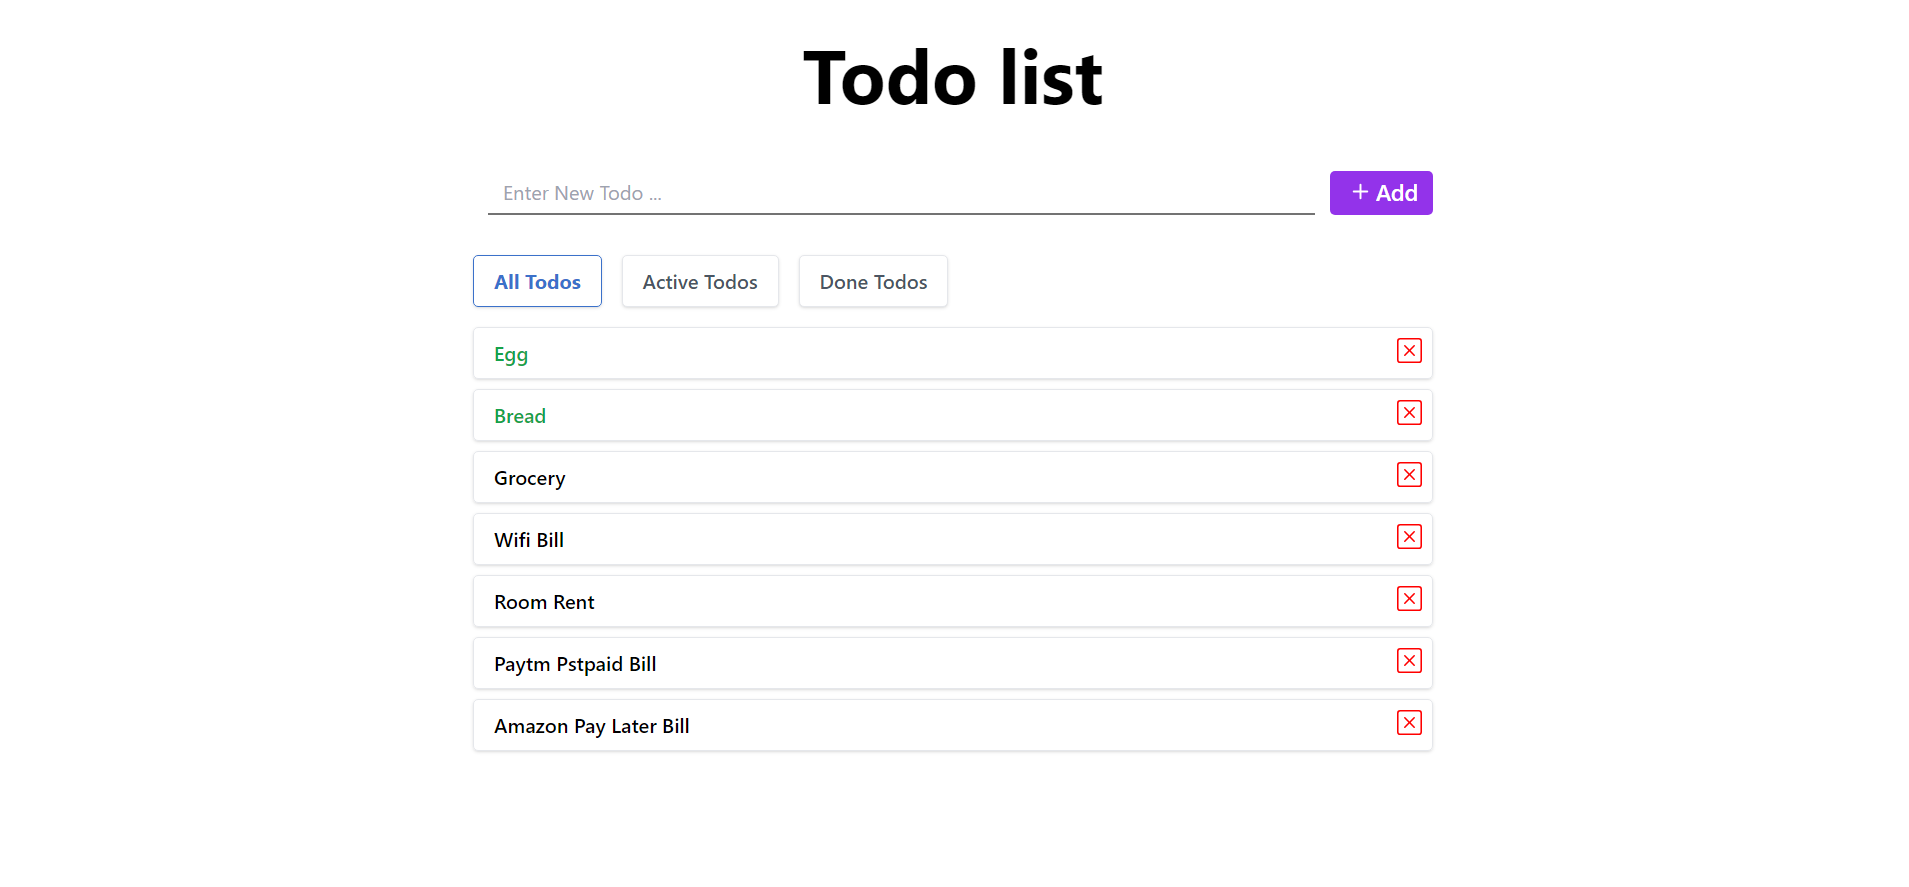 Todo list
Enter New Todo ...
+ Add
All Todos
Active Todos
Done Todos
Egg
Bread
Grocery
Wifi Bill
Room Rent
Paytm Pstpaid Bill
Amazon Pay Later Bill